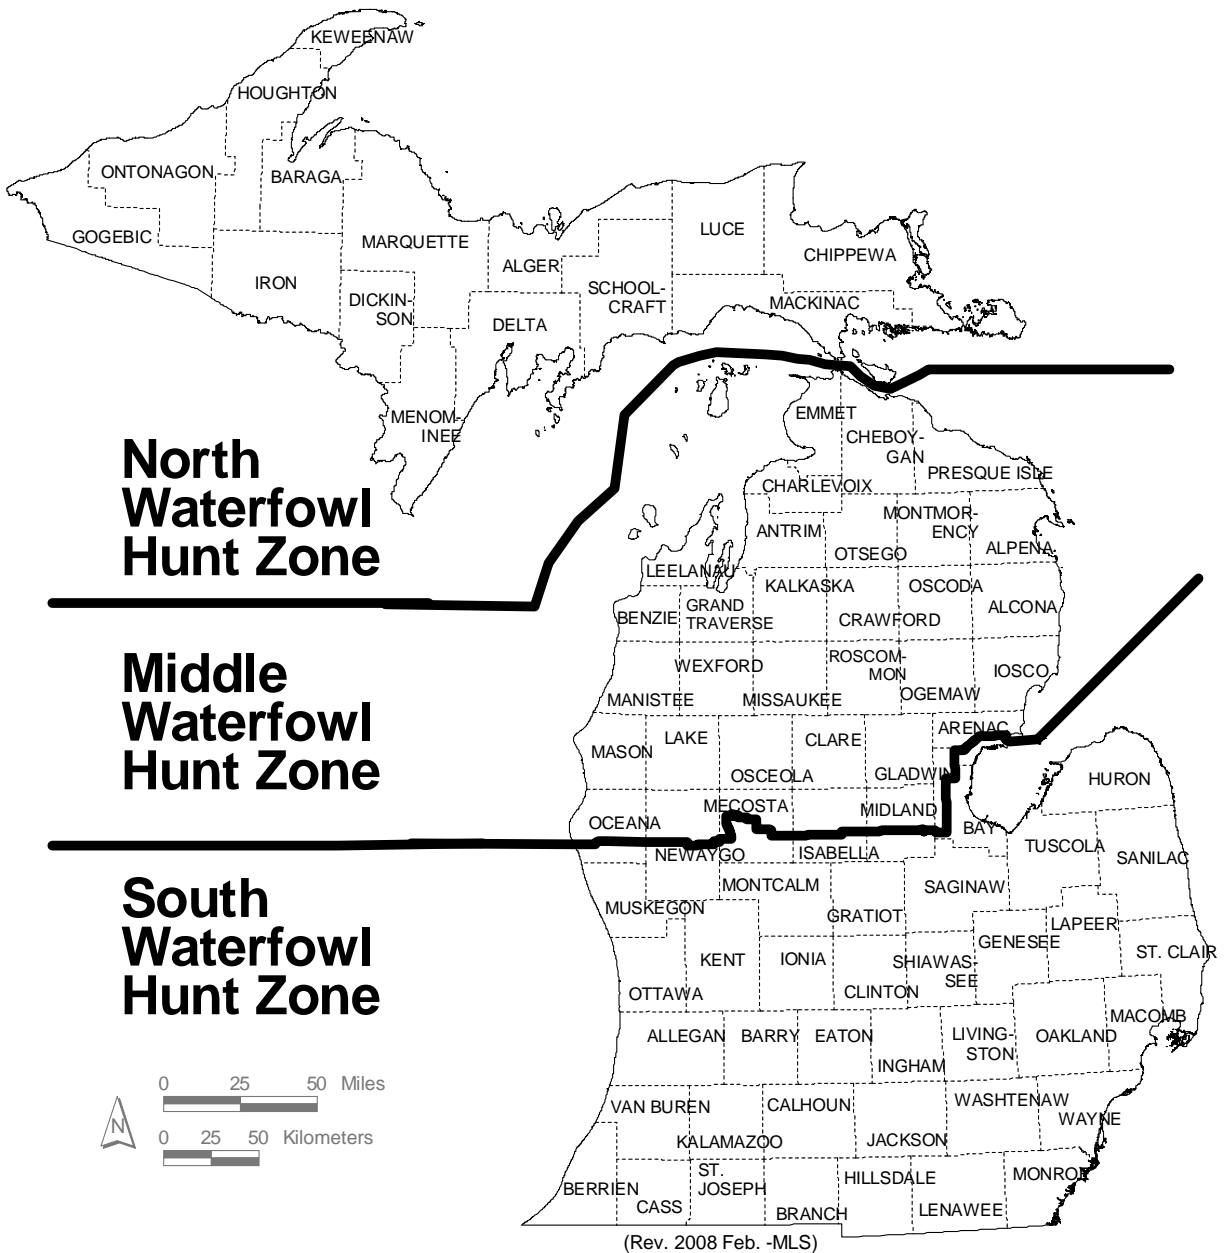 KEWEENAW
HOUGHTON
ONTONAGON
BARAGA
GOGEBIC
MARQUETTE
LUCE
CHIPPEWA
ALGER
IRON
SCHOOL-
CRAFT
DICKIN-
SON
MACKINAC
DELTA
MENOM-
INEE
EMMET
CHEBOY-
GAN
PRESQUE ISLE
CHARLEVOIX
North
Waterfowl
Hunt Zone
MONTMOR-
ENCY
ANTRIM
OTSEGO
ALPENA
LEELANAU
KALKASKA
OSCODA
BENZIE
GRAND
TRAVERSE
CRAWFORD
ALCONA
Middle
Waterfowl
Hunt Zone
WEXFORD
ROSCOM-
MON
IOSCO
MANISTEE
MISSAUKEE
OGEMAW
ARENAC
MASON
LAKE
CLARE
OSCEOLA
GLADWIN
HURON
MECOSTA
MIDLAND
OCEANA
BAY
NEWAYGO
ISABELLA
TUSCOLA
SANILAC
South
Waterfowl
Hunt Zone
MONTCALM
SAGINAW
MUSKEGON
GRATIOT
LAPEER
GENESEE
KENT
IONIA
SHIAWAS-
SEE
ST. CLAIR
OTTAWA
CLINTON
MACOMB
ALLEGAN
BARRY
EATON
LIVING-
STON
OAKLAND
INGHAM
0 25 50 Miles
0 25 50 Kilometers
N
VAN BUREN
CALHOUN
WASHTENAW
WAYNE
KALAMAZOO
JACKSON
BERRIEN
CASS
ST.
JOSEPH
BRANCH
HILLSDALE
LENAWEE
MONROE
(Rev. 2008 Feb. -MLS)